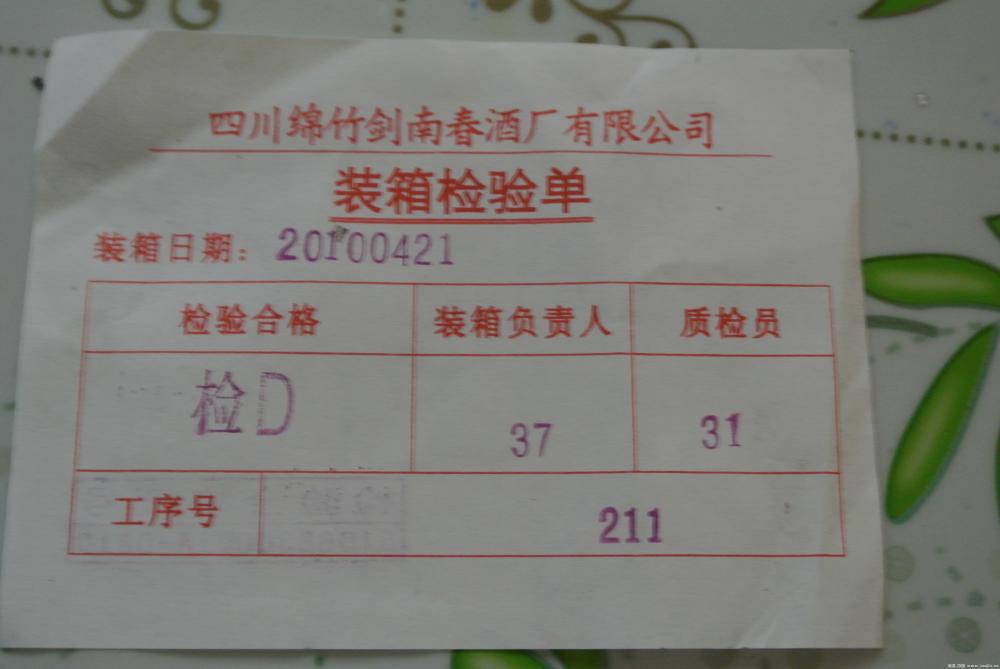 四川绵竹剑南春酒厂有限公司
装箱检验单
装箱日期：20100421
检验合格 装箱负责人 质检员
检D 37 31
工序号 211